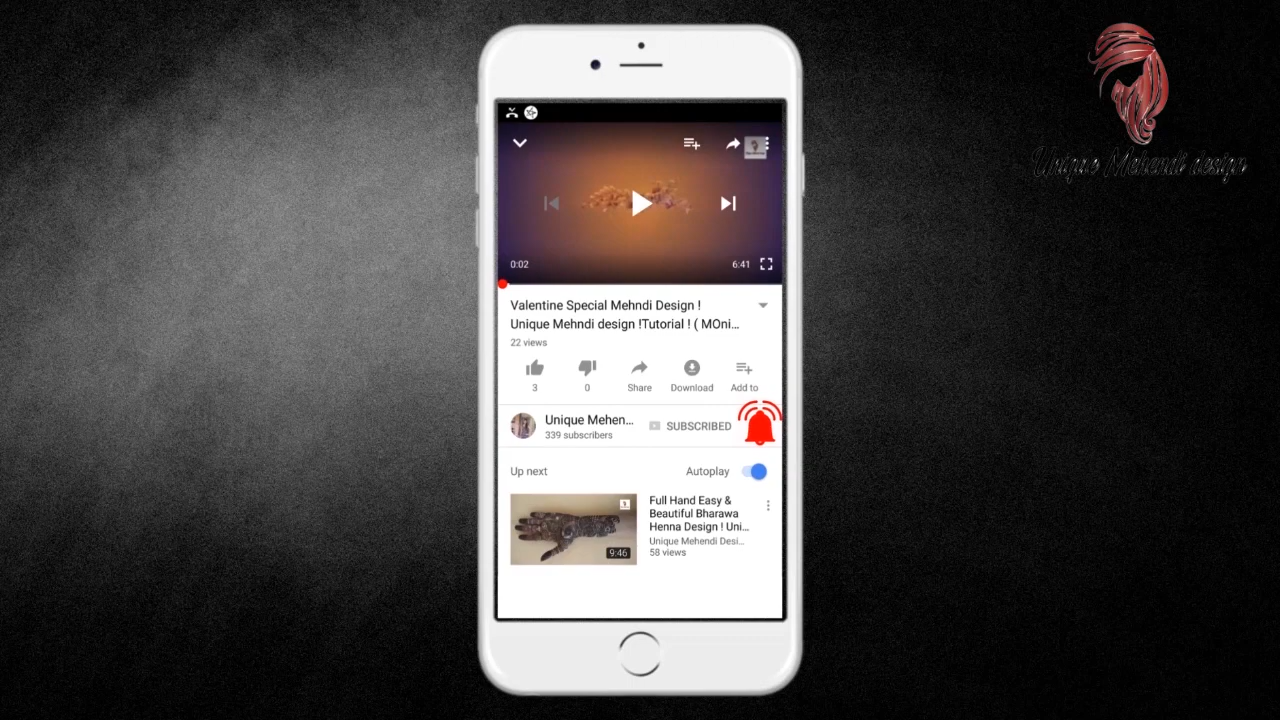 Unique Mehendi design
0:02
6:41
Valentine Special Mehndi Design !
Unique Mehndi design !Tutorial ! ( MOni...
22 views
3
0
Share
Download
Add to
Unique Mehen...
SUBSCRIBED
339 subscribers
Up next
Autoplay
Full Hand Easy &
Beautiful Bharawa
Henna Design ! Uni...
Unique Mehendi Desi...
58 views
9:46